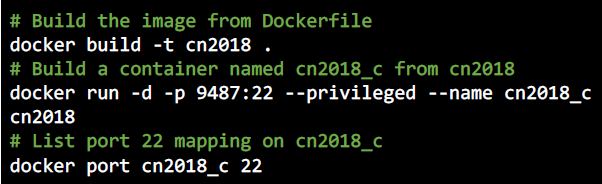 # Build the image from Dockerfile
docker build -t cn2018 .
# Build a container named cn2018_c from cn2018
docker run -d -p 9487:22 --privileged --name cn2018_c
cn2018
# List port 22 mapping on cn2018_c
docker port cn2018_c 22